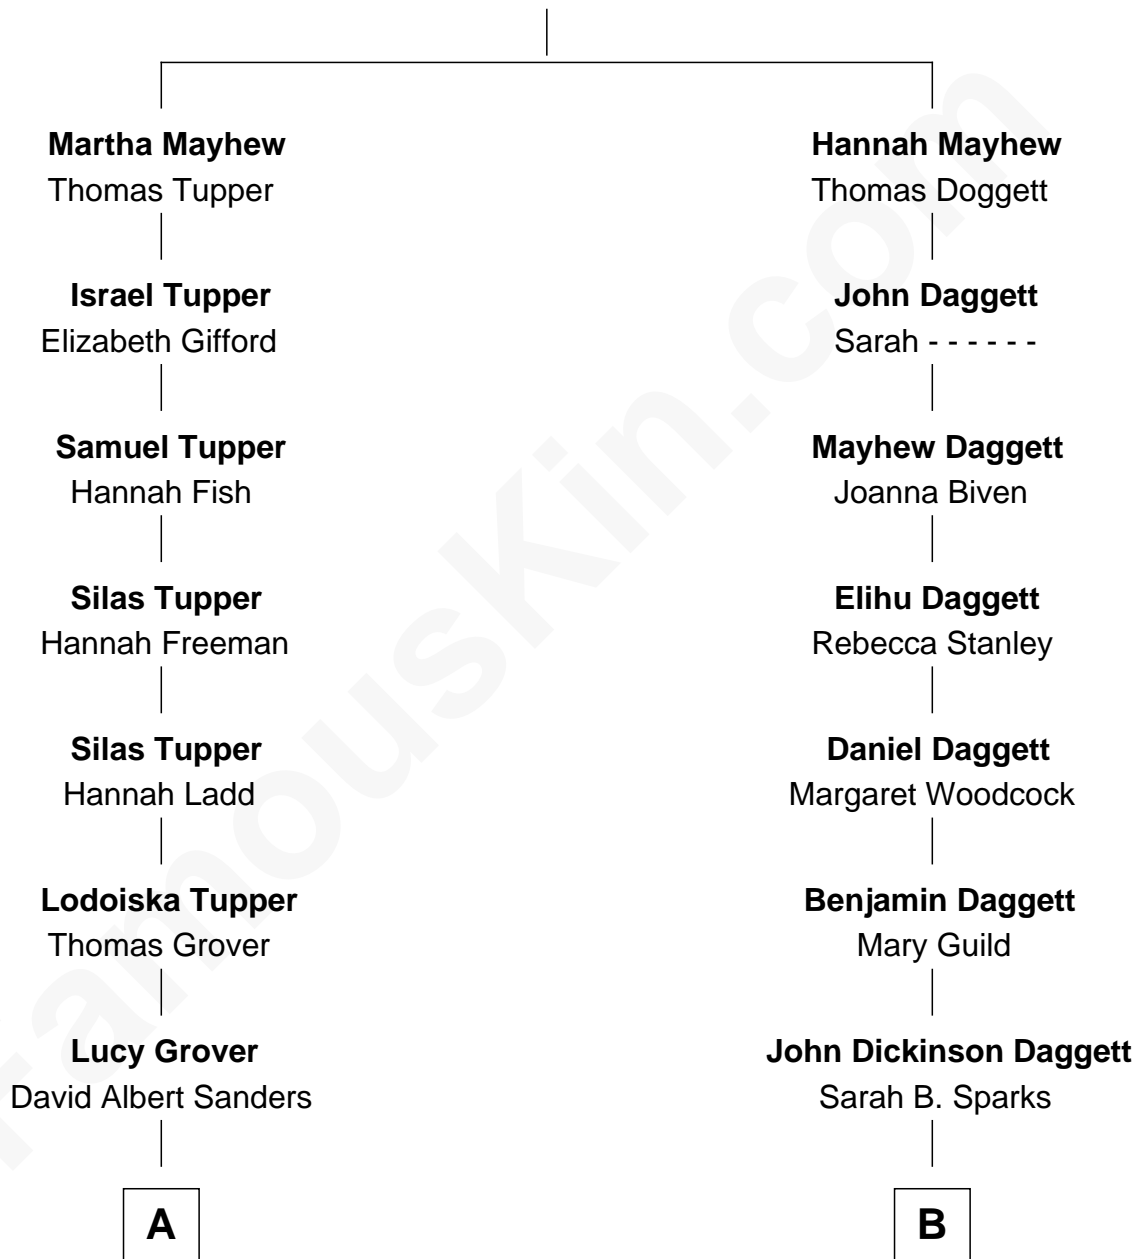 Martha Mayhew
Thomas Tupper
Israel Tupper
Elizabeth Gifford
Samuel Tupper
Hannah Fish
Silas Tupper
Hannah Freeman
Silas Tupper
Hannah Ladd
Lodoiska Tupper
Thomas Grover
Lucy Grover
David Albert Sanders
A
Hannah Mayhew
Thomas Doggett
John Daggett
Sarah - - - - - -
Mayhew Daggett
Joanna Biven
Elihu Daggett
Rebecca Stanley
Daniel Daggett
Margaret Woodcock
Benjamin Daggett
Mary Guild
John Dickinson Daggett
Sarah B. Sparks
B
FamousKin.com